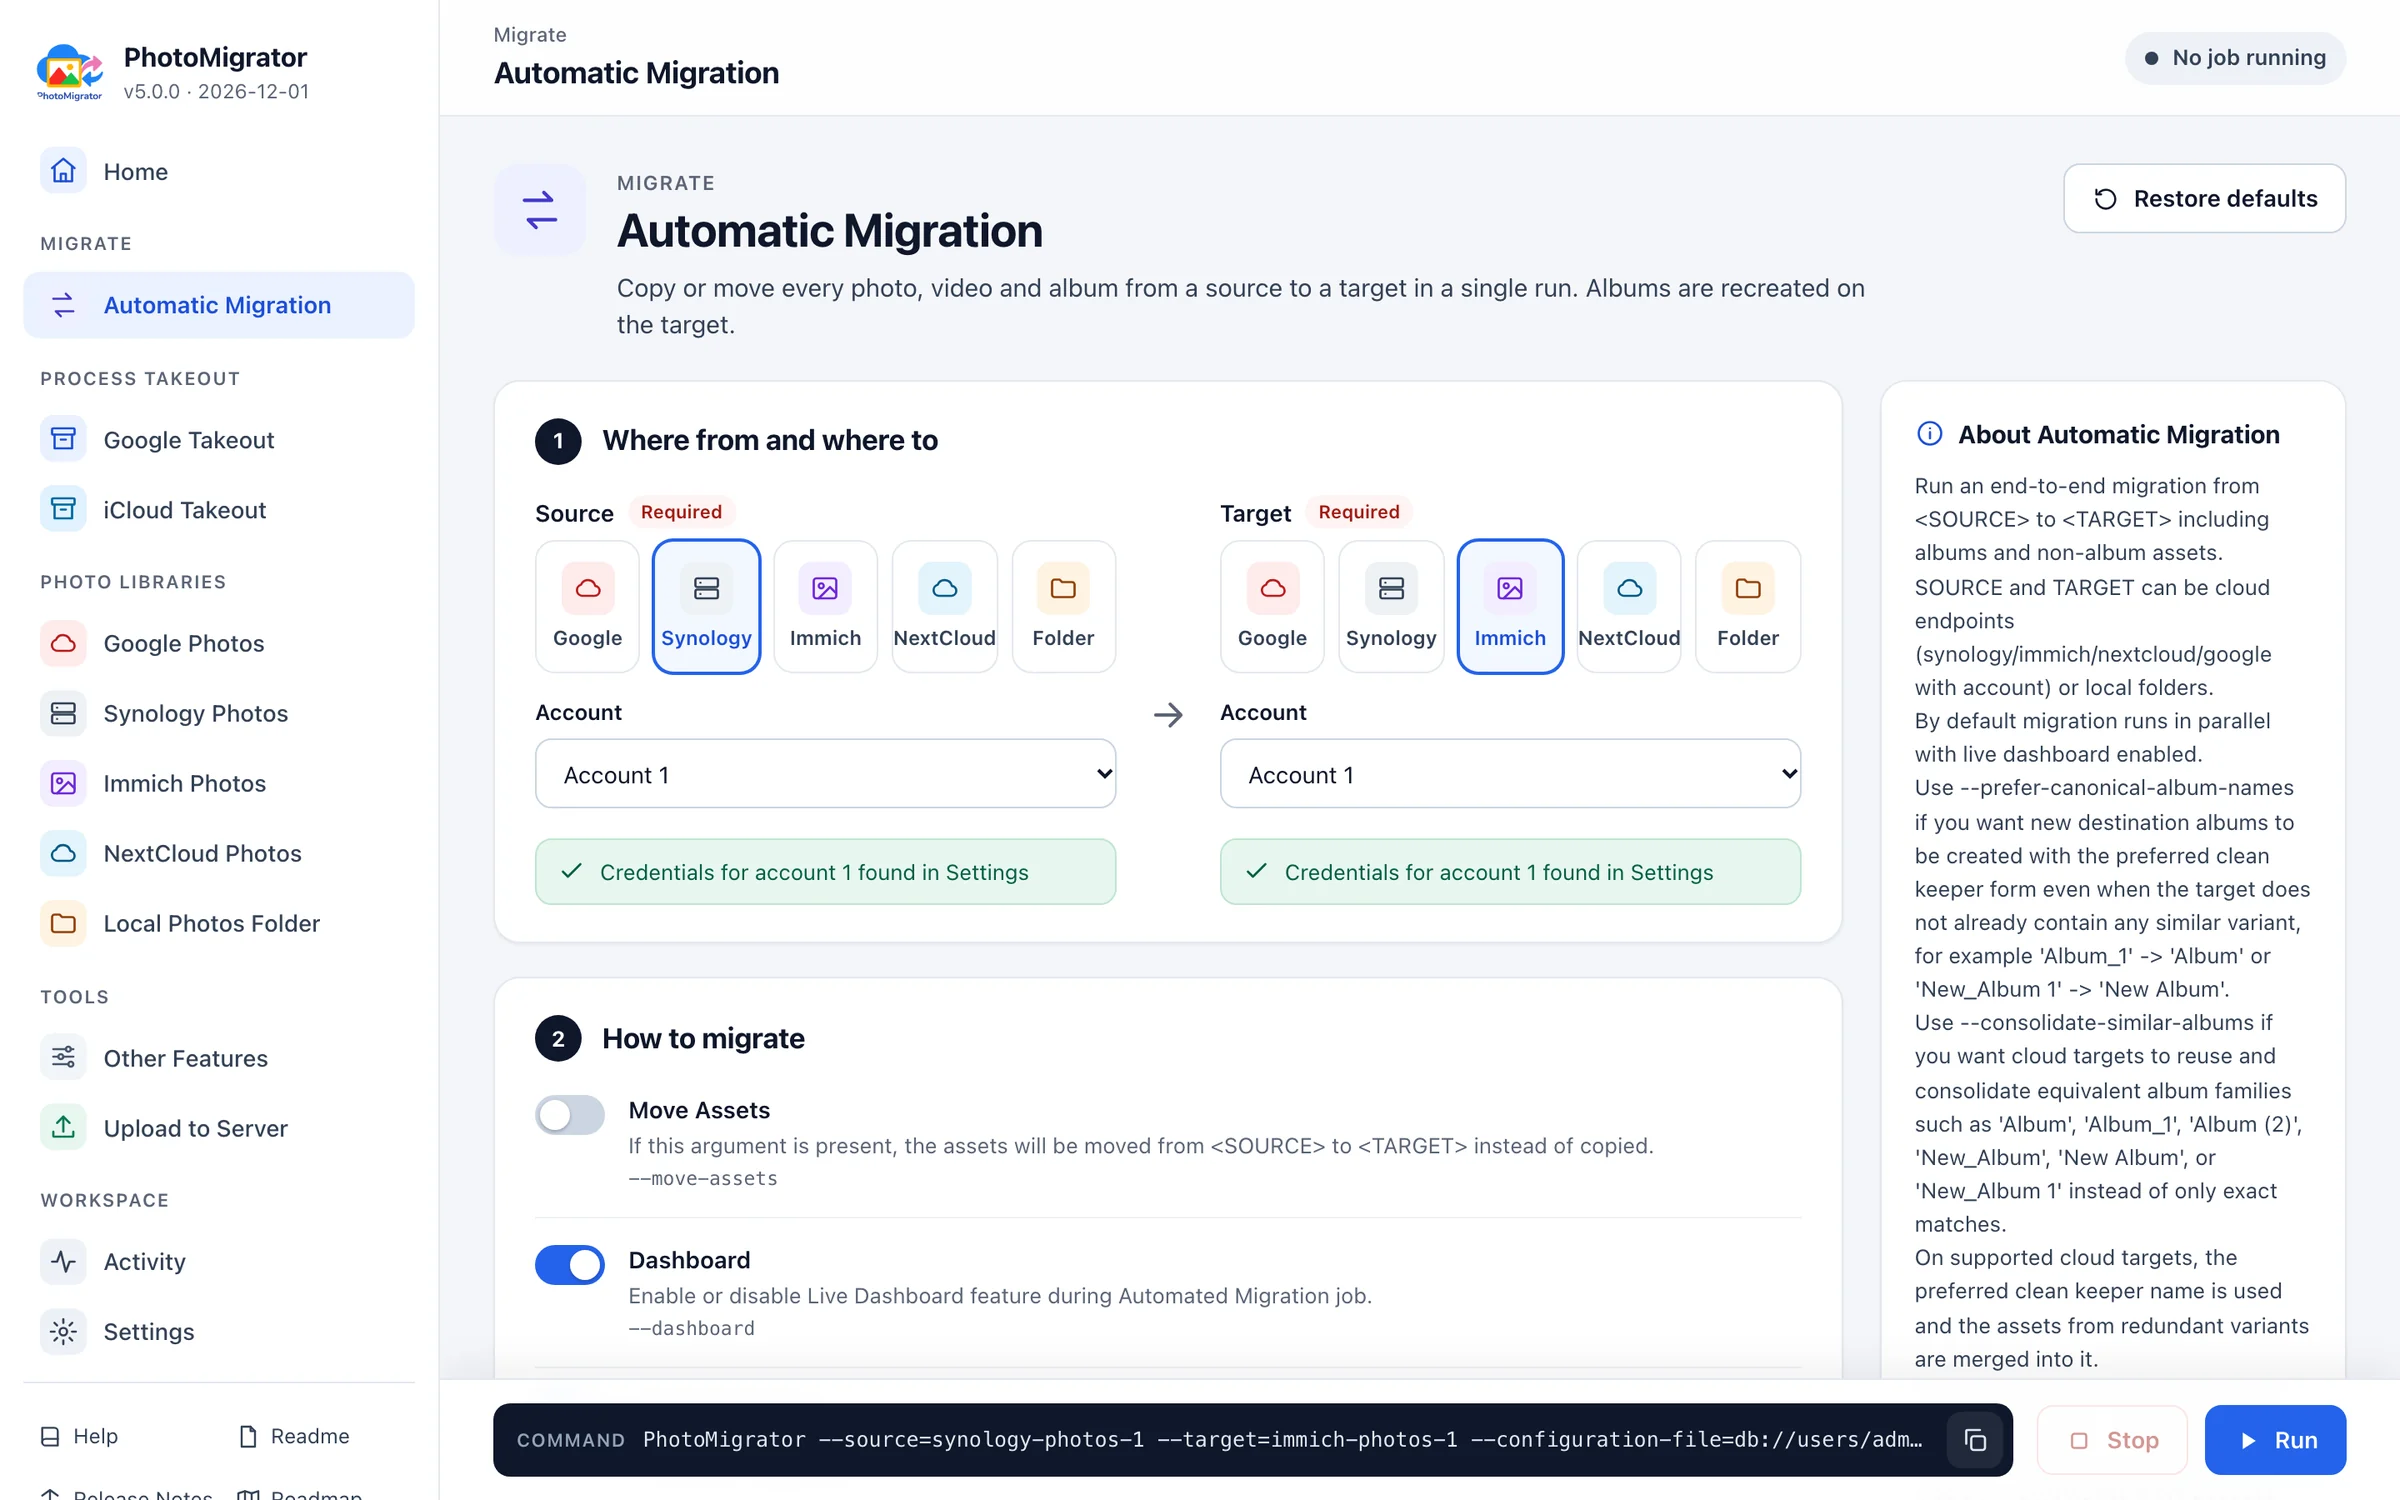 PhotoMigrator
PhotoMigrator
v5.0.0 · 2026-12-01
Home
MIGRATE
Automatic Migration
PROCESS TAKEOUT
Google Takeout
iCloud Takeout
PHOTO LIBRARIES
Google Photos
Synology Photos
Immich Photos
NextCloud Photos
Local Photos Folder
TOOLS
Other Features
Upload to Server
WORKSPACE
Activity
Settings
Help
Readme
Release Notes
Roadmap
Migrate
Automatic Migration
No job running
MIGRATE
Automatic Migration
Copy or move every photo, video and album from a source to a target in a single run. Albums are recreated on
the target.
Restore defaults
1
Where from and where to
Source Required
Google
Synology
Immich
NextCloud
Folder
Account
Account 1
Credentials for account 1 found in Settings
Target Required
Google
Synology
Immich
NextCloud
Folder
Account
Account 1
Credentials for account 1 found in Settings
2
How to migrate
Move Assets
If this argument is present, the assets will be moved from <SOURCE> to <TARGET> instead of copied.
--move-assets
Dashboard
Enable or disable Live Dashboard feature during Automated Migration job.
--dashboard
About Automatic Migration
Run an end-to-end migration from
<SOURCE> to <TARGET> including
albums and non-album assets.
SOURCE and TARGET can be cloud
endpoints
(synology/immich/nextcloud/google
with account) or local folders.
By default migration runs in parallel
with live dashboard enabled.
Use --prefer-canonical-album-names
if you want new destination albums to
be created with the preferred clean
keeper form even when the target does
not already contain any similar variant,
for example 'Album_1' -> 'Album' or
'New_Album 1' -> 'New Album'.
Use --consolidate-similar-albums if
you want cloud targets to reuse and
consolidate equivalent album families
such as 'Album', 'Album_1', 'Album (2)',
'New_Album', 'New Album', or
'New_Album 1' instead of only exact
matches.
On supported cloud targets, the
preferred clean keeper name is used
and the assets from redundant variants
are merged into it.
COMMAND PhotoMigrator --source=synology-photos-1 --target=immich-photos-1 --configuration-file=db://users/adm…
Stop
Run